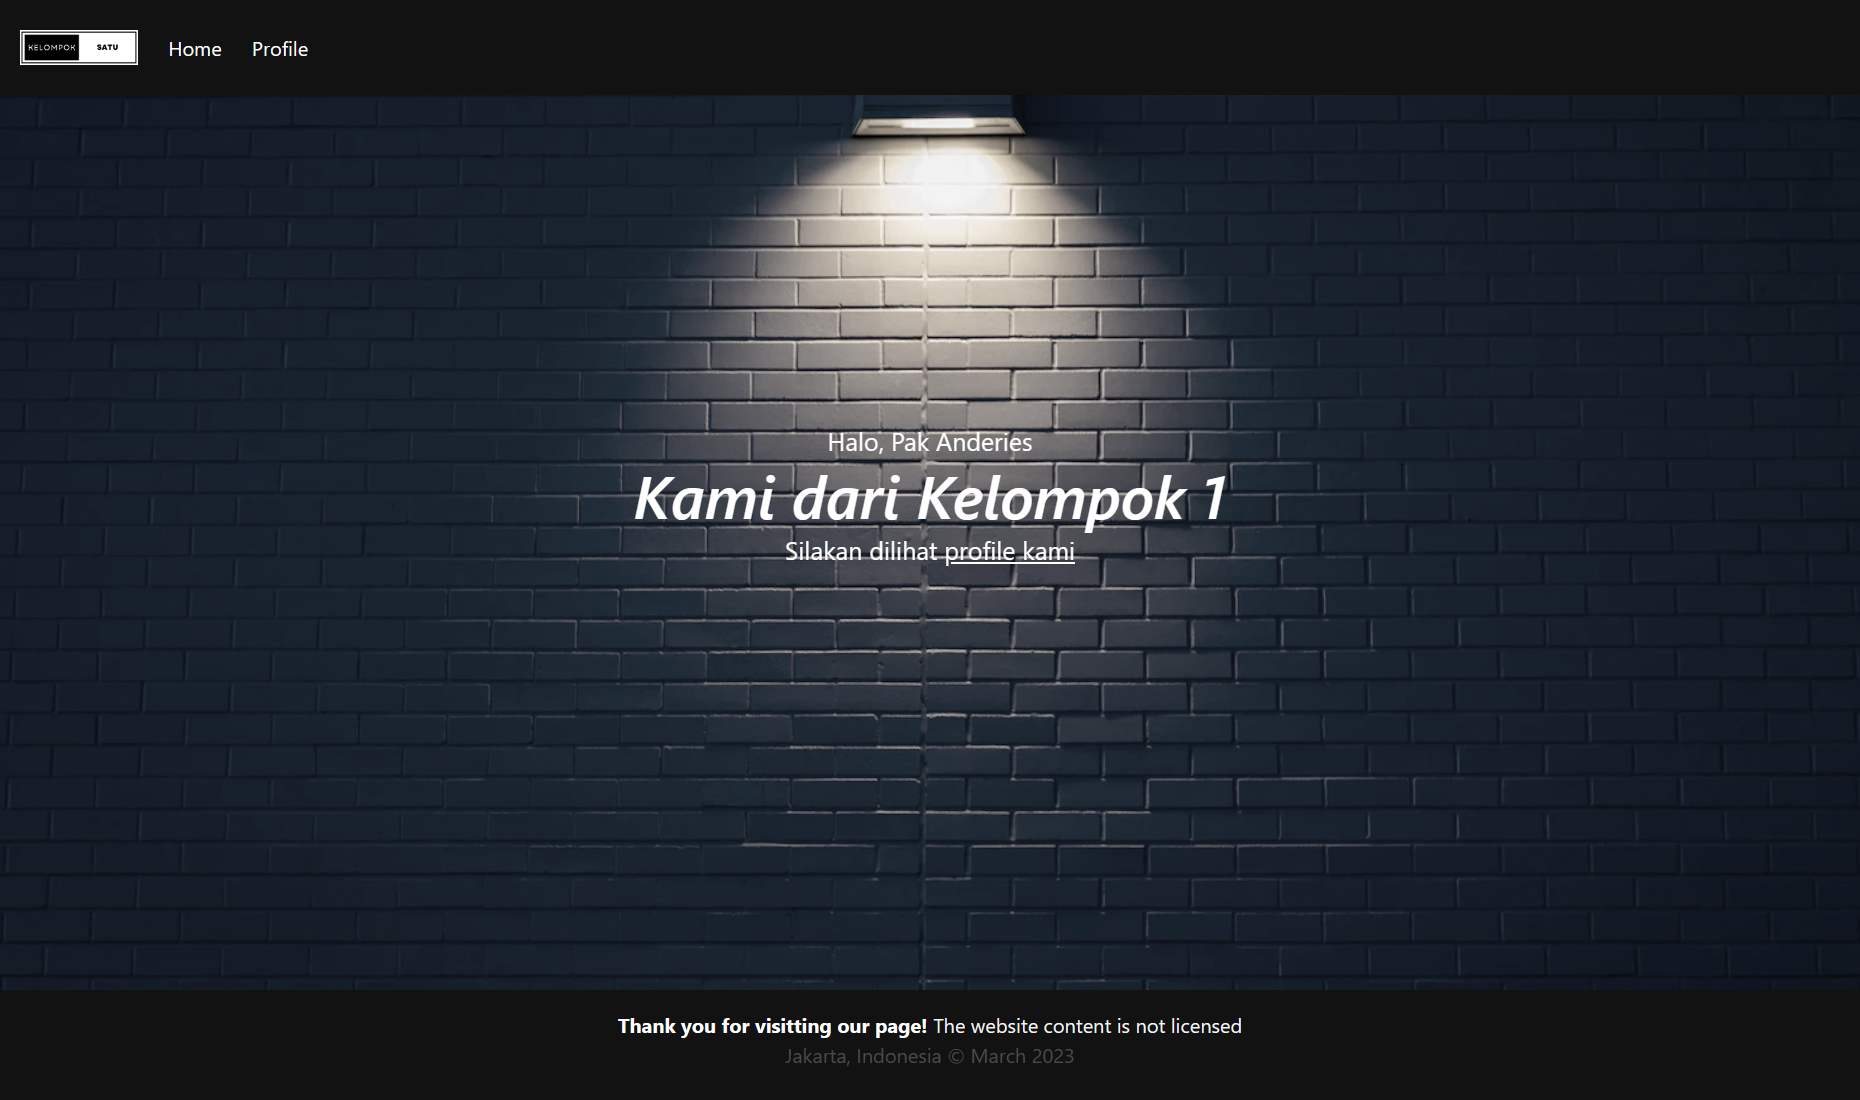 KELOMPOK SATU
Home Profile
Halo, Pak Anderies
Kami dari Kelompok 1
Silakan dilihat profile kami
Thank you for visitting our page! The website content is not licensed
Jakarta, Indonesia © March 2023